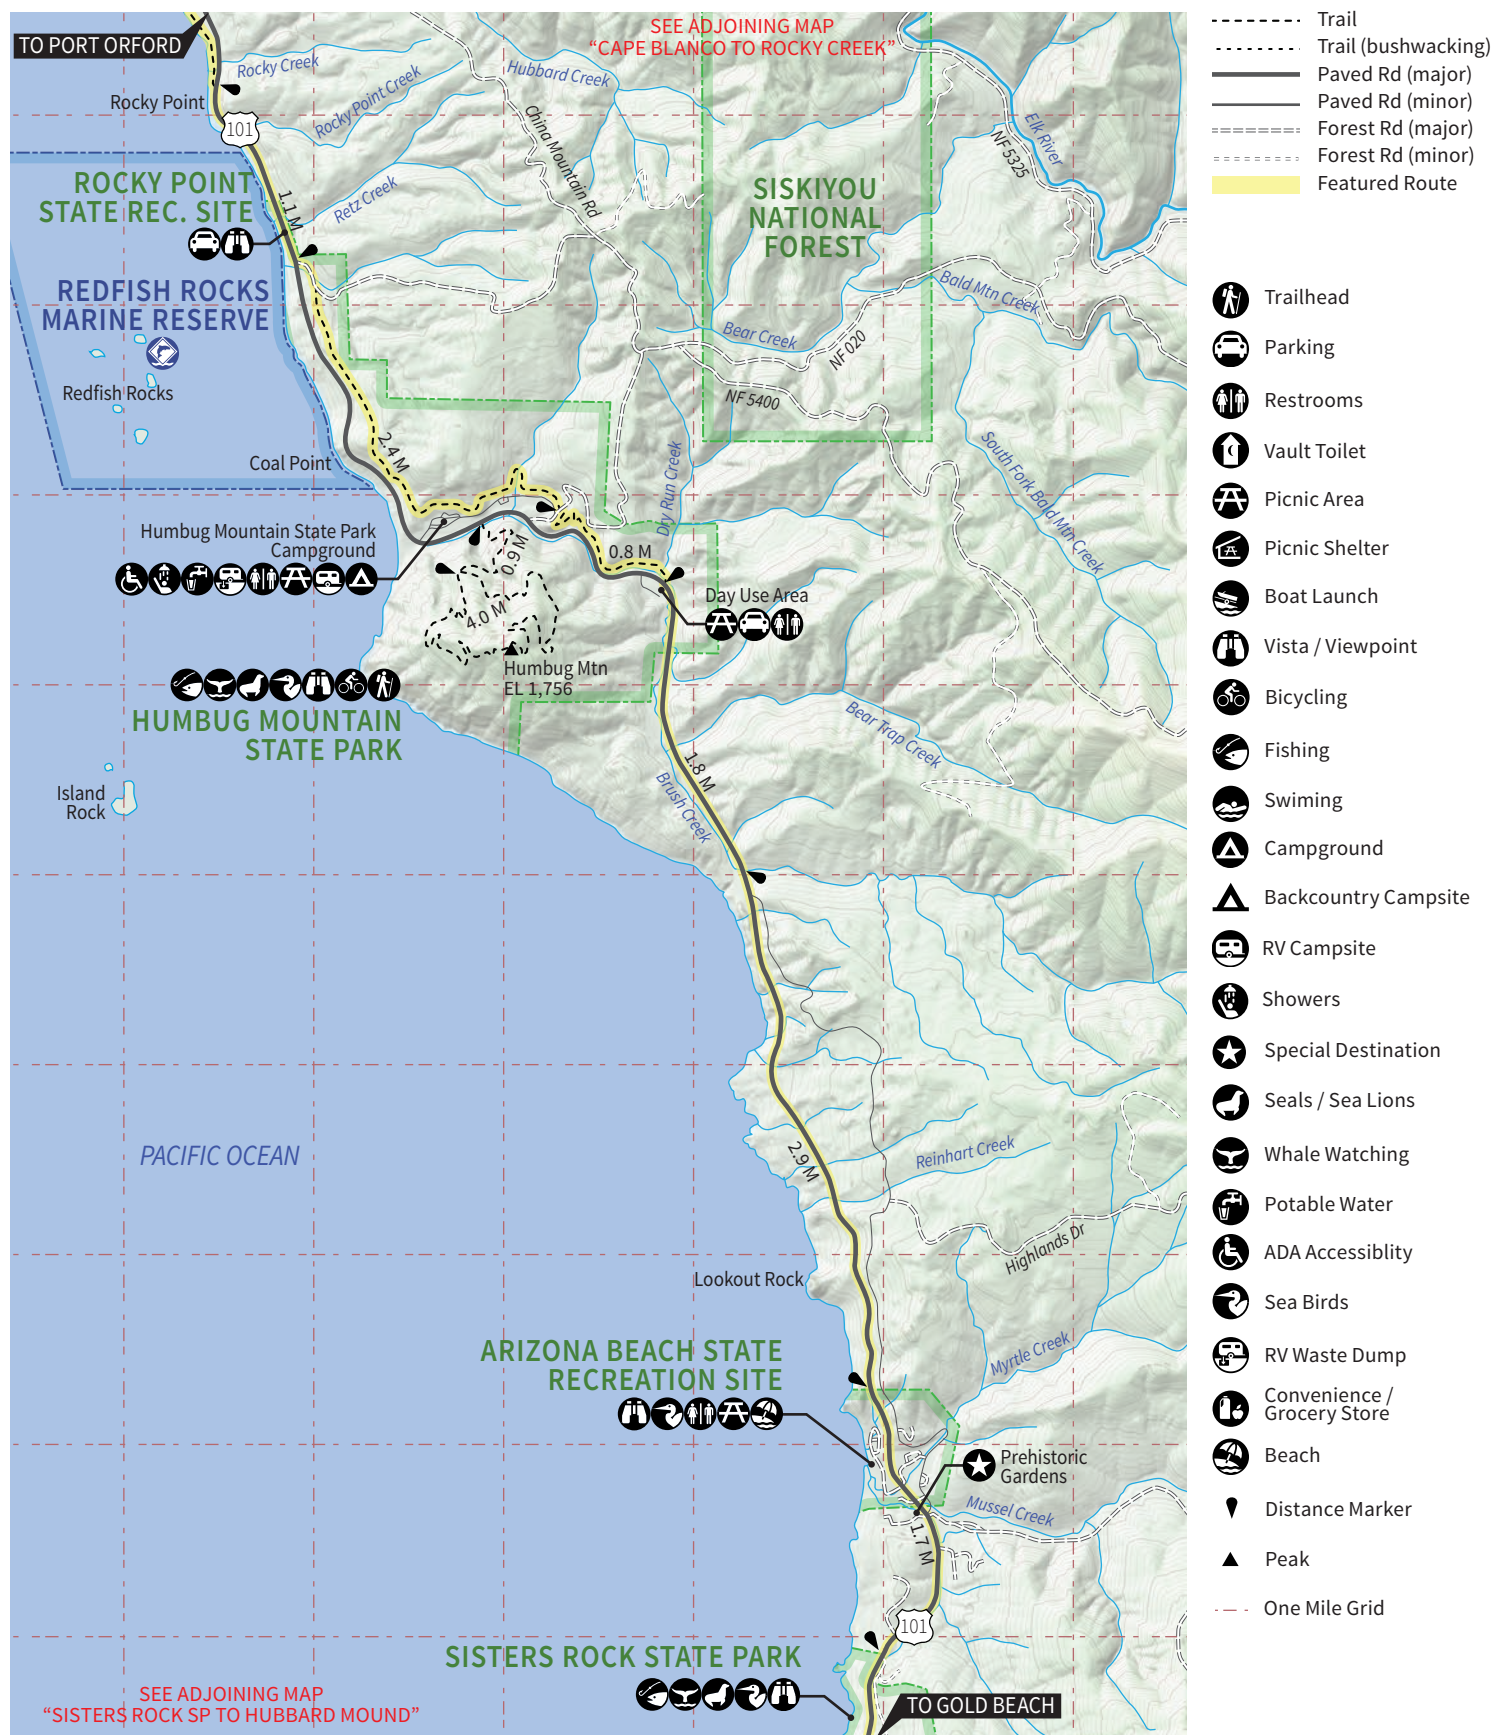 SEE ADJOINING MAP
“CAPE BLANCO TO ROCKY CREEK”
TO PORT ORFORD
Rocky Creek
Rocky Point Creek
Hubbard Creek
China Mountain Rd
Rocky Point
101
Elk River
NF 5325
ROCKY POINT
STATE REC. SITE
1.1 M
Retz Creek
SISKIYOU
NATIONAL
FOREST
REDFISH ROCKS
MARINE RESERVE
Redfish Rocks
Bald Mtn Creek
Bear Creek
NF 020
NF 5400
2.4 M
Coal Point
Dry Run Creek
South Fork Bald Mtn Creek
Humbug Mountain State Park
Campground
0.9 M
0.8 M
4.0 M
Day Use Area
Humbug Mtn
EL 1,756
HUMBUG MOUNTAIN
STATE PARK
Bear Trap Creek
1.8 M
Brush Creek
Island
Rock
PACIFIC OCEAN
2.9 M
Reinhart Creek
Highlands Dr
Lookout Rock
Myrtle Creek
ARIZONA BEACH STATE
RECREATION SITE
Prehistoric
Gardens
Mussel Creek
1.7 M
101
SISTERS ROCK STATE PARK
SEE ADJOINING MAP
“SISTERS ROCK SP TO HUBBARD MOUND”
TO GOLD BEACH
Trail
Trail (bushwacking)
Paved Rd (major)
Paved Rd (minor)
Forest Rd (major)
Forest Rd (minor)
Featured Route
Trailhead
Parking
Restrooms
Vault Toilet
Picnic Area
Picnic Shelter
Boat Launch
Vista / Viewpoint
Bicycling
Fishing
Swiming
Campground
Backcountry Campsite
RV Campsite
Showers
Special Destination
Seals / Sea Lions
Whale Watching
Potable Water
ADA Accessiblity
Sea Birds
RV Waste Dump
Convenience /
Grocery Store
Beach
Distance Marker
Peak
One Mile Grid